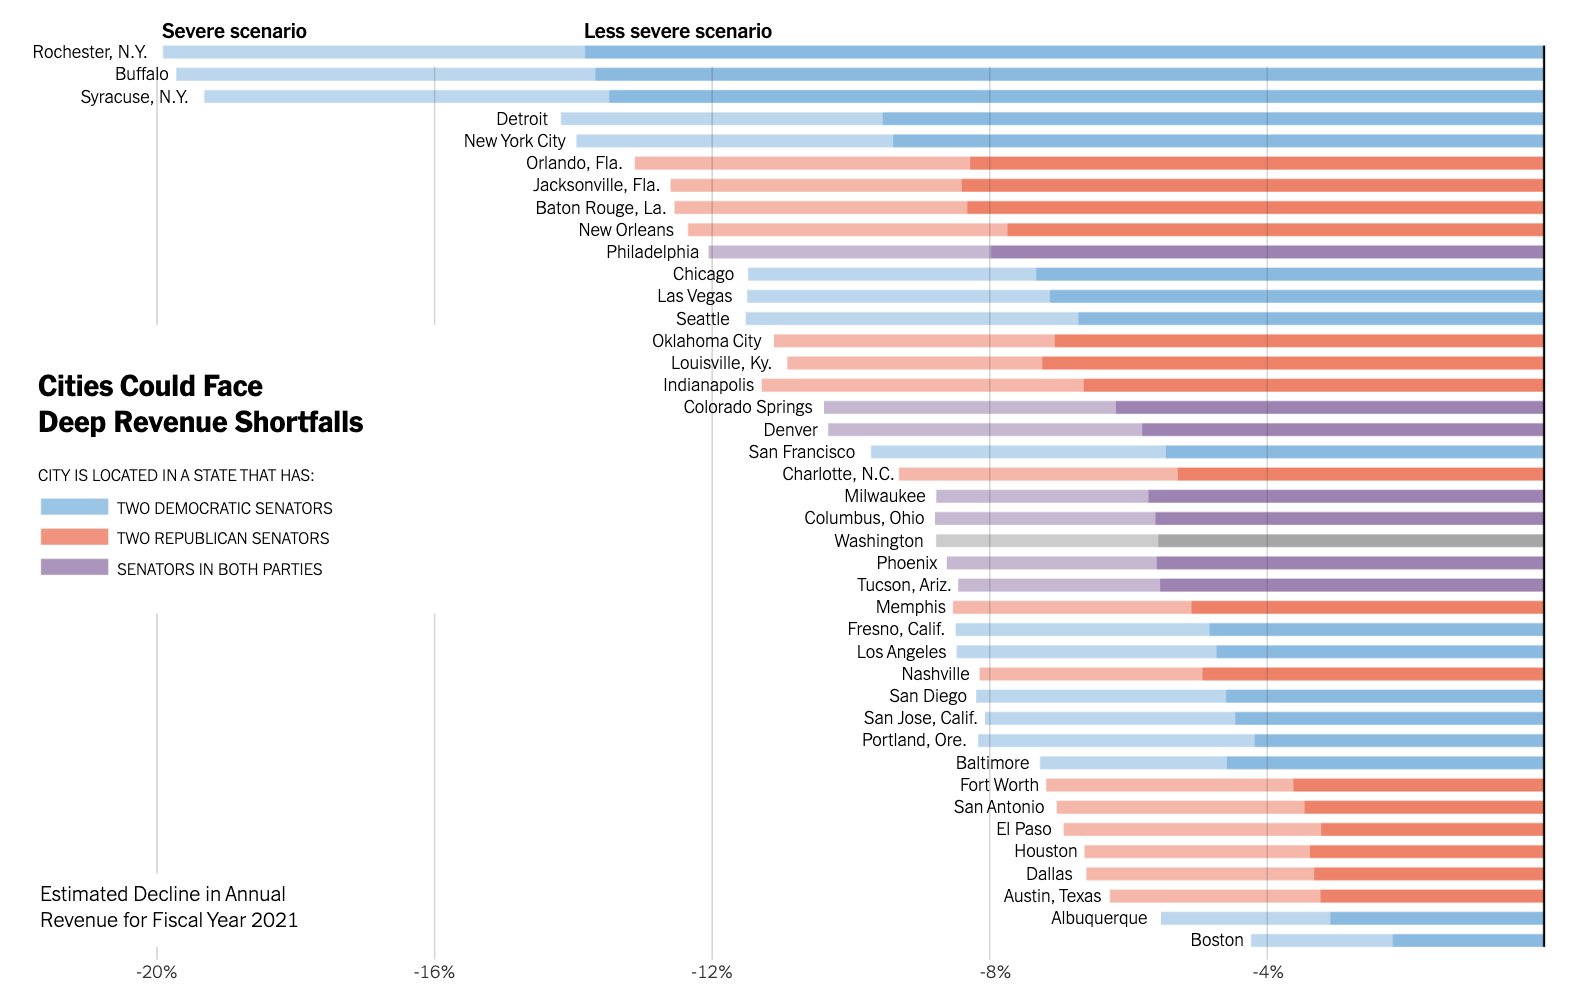 Severe scenario
Less severe scenario
Rochester, N.Y.
Buffalo
Syracuse, N.Y.
Detroit
New York City
Orlando, Fla.
Jacksonville, Fla.
Baton Rouge, La.
New Orleans
Philadelphia
Chicago
Las Vegas
Seattle
Oklahoma City
Louisville, Ky.
Indianapolis
Colorado Springs
Denver
San Francisco
Charlotte, N.C.
Milwaukee
Columbus, Ohio
Washington
Phoenix
Tucson, Ariz.
Memphis
Fresno, Calif.
Los Angeles
Nashville
San Diego
San Jose, Calif.
Portland, Ore.
Baltimore
Fort Worth
San Antonio
El Paso
Houston
Dallas
Austin, Texas
Albuquerque
Boston
Cities Could Face
Deep Revenue Shortfalls
CITY IS LOCATED IN A STATE THAT HAS:
TWO DEMOCRATIC SENATORS
TWO REPUBLICAN SENATORS
SENATORS IN BOTH PARTIES
Estimated Decline in Annual
Revenue for Fiscal Year 2021
-20%
-16%
-12%
-8%
-4%